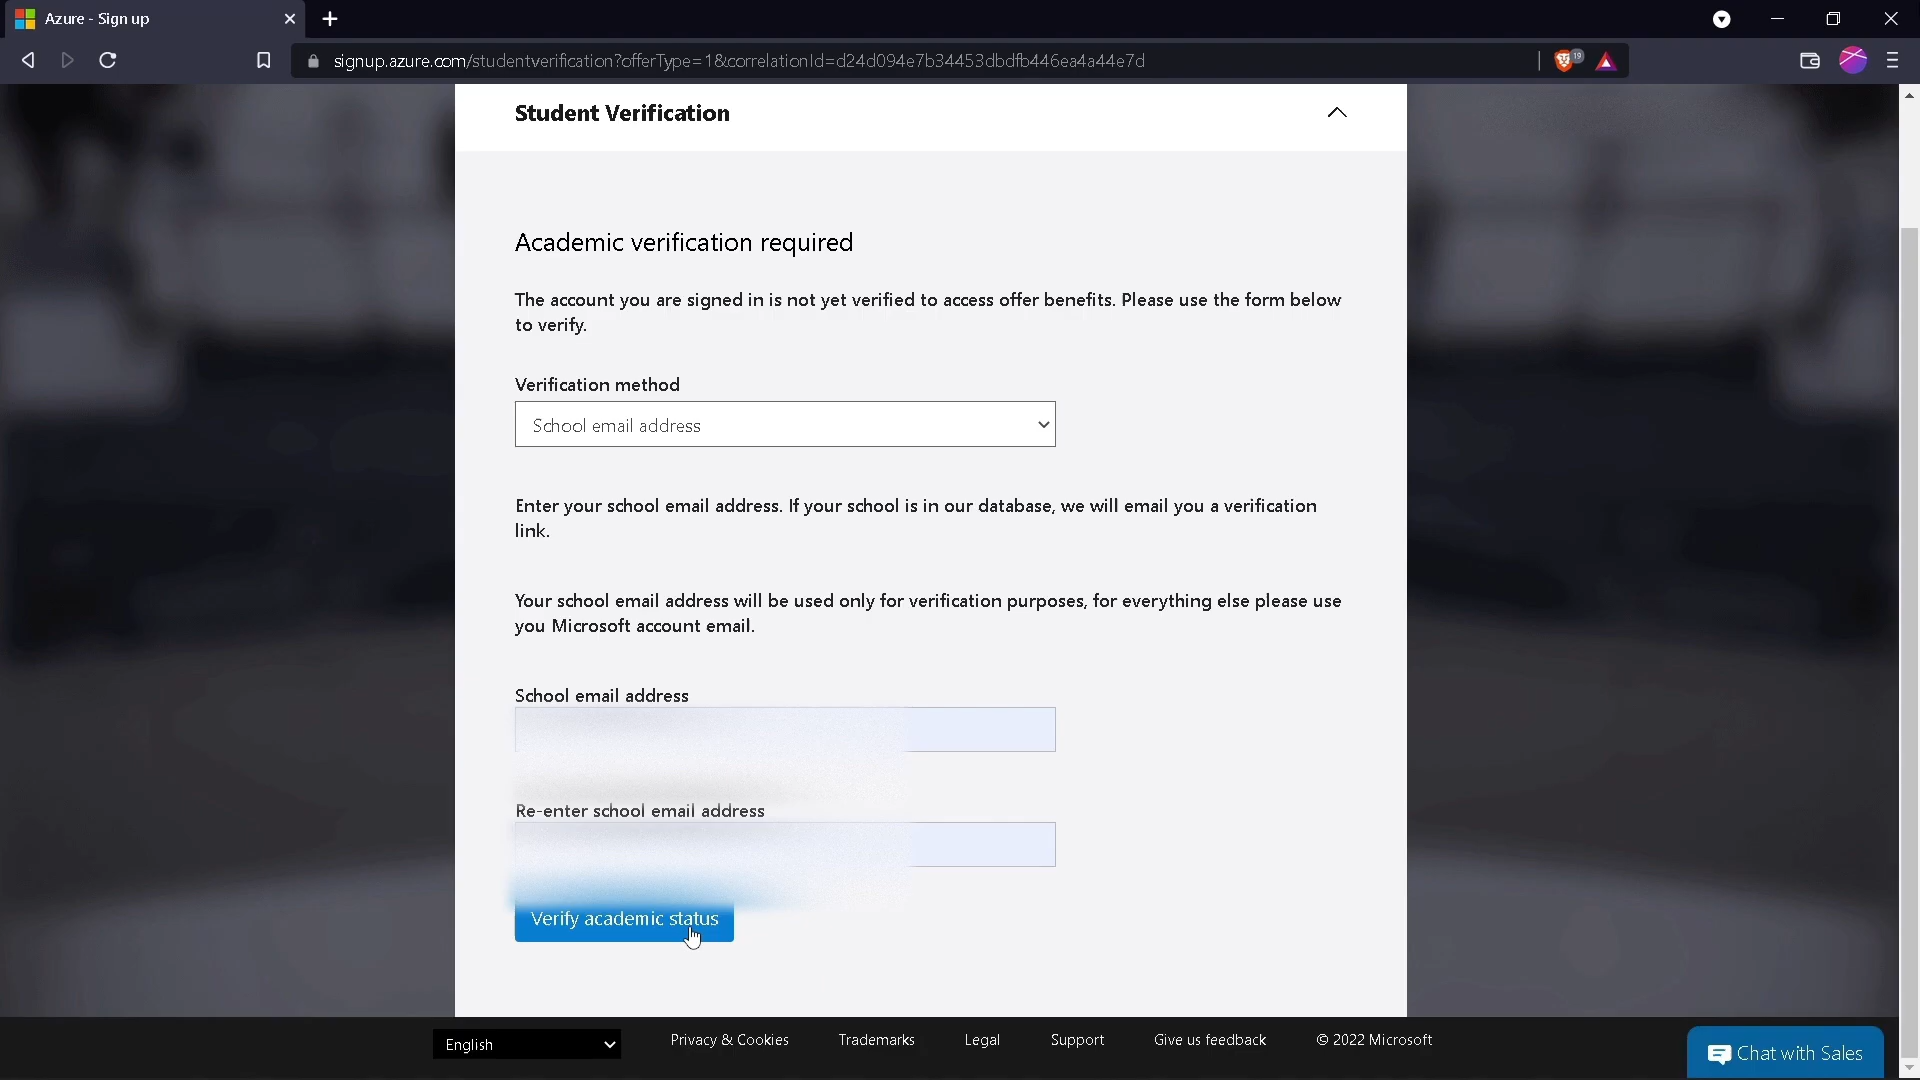 Azure - Sign up
signup.azure.com/studentverification?offerType=1&correlationId=d24d094e7b34453dbdfb446ea4a44e7d
19
Student Verification
Academic verification required
The account you are signed in is not yet verified to access offer benefits. Please use the form below
to verify.
Verification method
School email address
Enter your school email address. If your school is in our database, we will email you a verification
link.
Your school email address will be used only for verification purposes, for everything else please use
you Microsoft account email.
School email address
Re-enter school email address
Verify academic status
English
Privacy & Cookies
Trademarks
Legal
Support
Give us feedback
© 2022 Microsoft
Chat with Sales